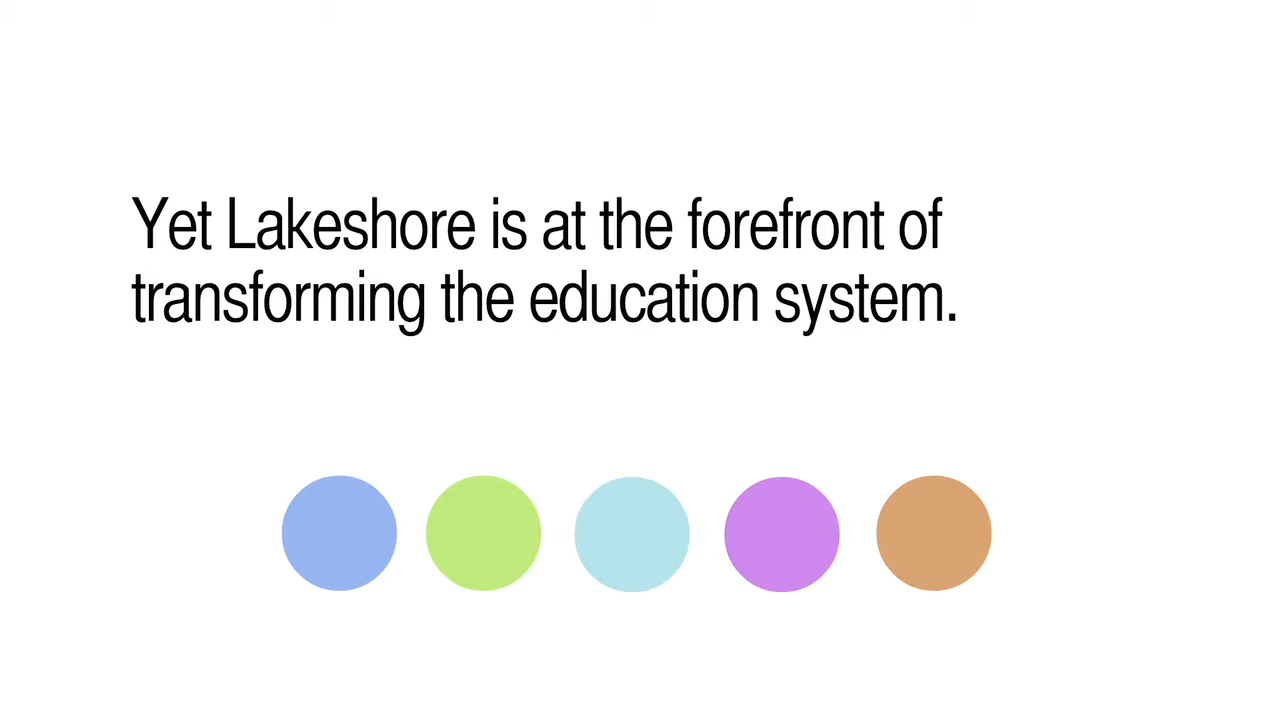 Yet Lakeshore is at the forefront of
transforming the education system.